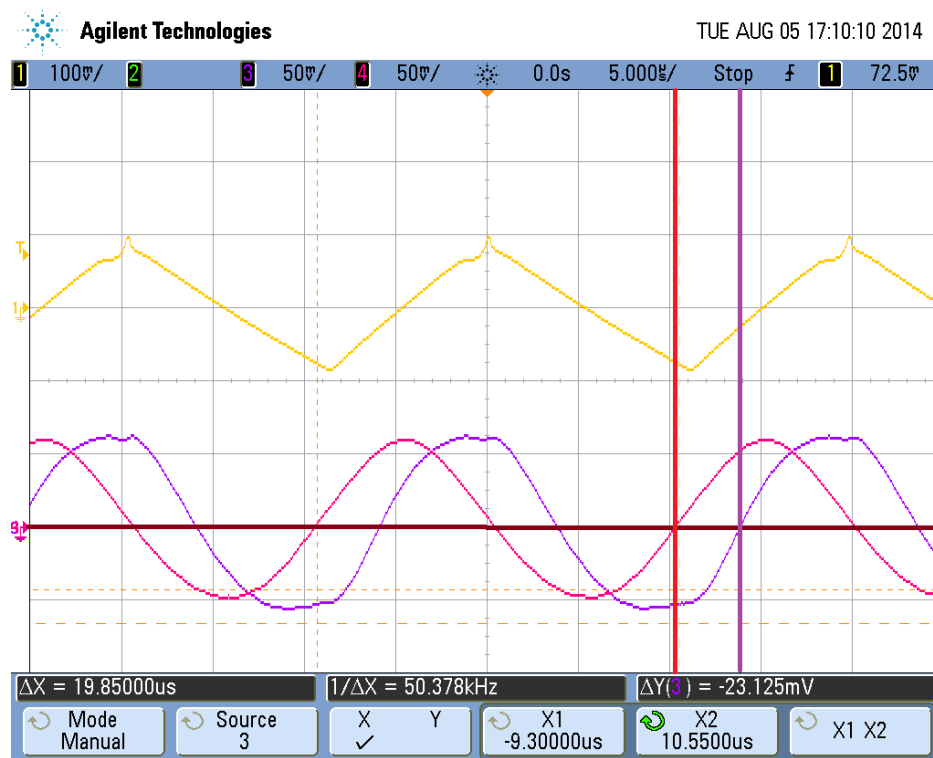 Agilent Technologies TUE AUG 05 17:10:10 2014
1 100mV/ 2 3 50mV/ 4 50mV/ 0.0s 5.000us/ Stop 1 72.5mV
T
1
ΔX = 19.85000us 1/ΔX = 50.378kHz ΔY(3) = -23.125mV
Mode Source X Y X1 X2 X1 X2
Manual 3 ✓ -9.30000us 10.5500us